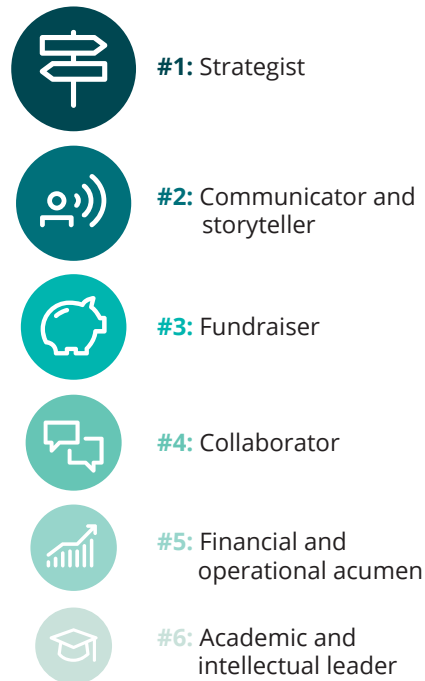 #1: Strategist
#2: Communicator and
storyteller
#3: Fundraiser
#4: Collaborator
#5: Financial and
operational acumen
#6: Academic and
intellectual leader